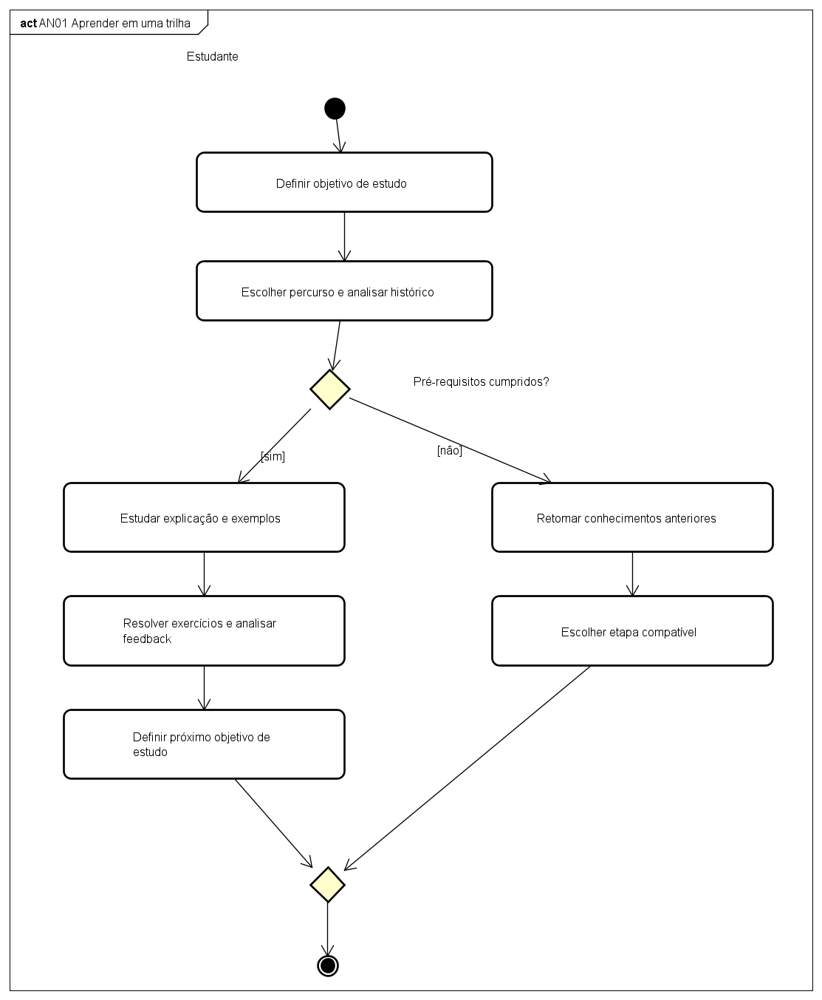 act AN01 Aprender em uma trilha
Estudante
Definir objetivo de estudo
Escolher percurso e analisar histórico
Pré-requisitos cumpridos?
[sim]
[não]
Estudar explicação e exemplos
Retomar conhecimentos anteriores
Resolver exercícios e analisar
feedback
Escolher etapa compatível
Definir próximo objetivo de
estudo